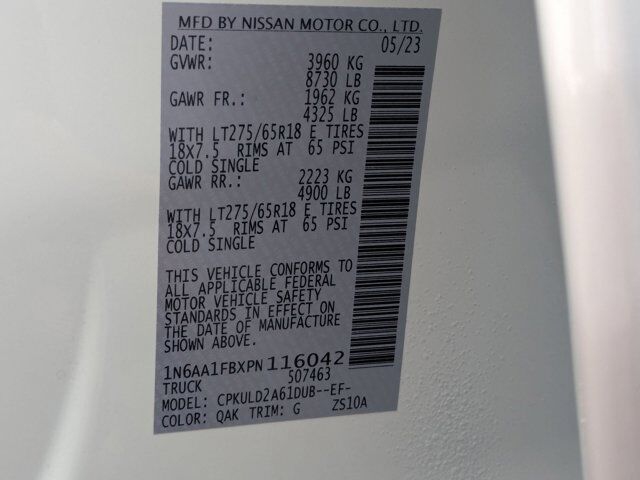 MFD BY NISSAN MOTOR CO., LTD.
DATE: 05/23
GVWR: 3960 KG
8730 LB
GAWR FR.: 1962 KG
4325 LB
WITH LT275/65R18 E TIRES
18X7.5 RIMS AT 65 PSI
COLD SINGLE
GAWR RR.: 2223 KG
4900 LB
WITH LT275/65R18 E TIRES
18X7.5 RIMS AT 65 PSI
COLD SINGLE
THIS VEHICLE CONFORMS TO
ALL APPLICABLE FEDERAL
MOTOR VEHICLE SAFETY
STANDARDS IN EFFECT ON
THE DATE OF MANUFACTURE
SHOWN ABOVE.
1N6AA1FBXPN116042
TRUCK 507463
MODEL: CPKULD2A61DUB--EF-
COLOR: QAK TRIM: G ZS10A